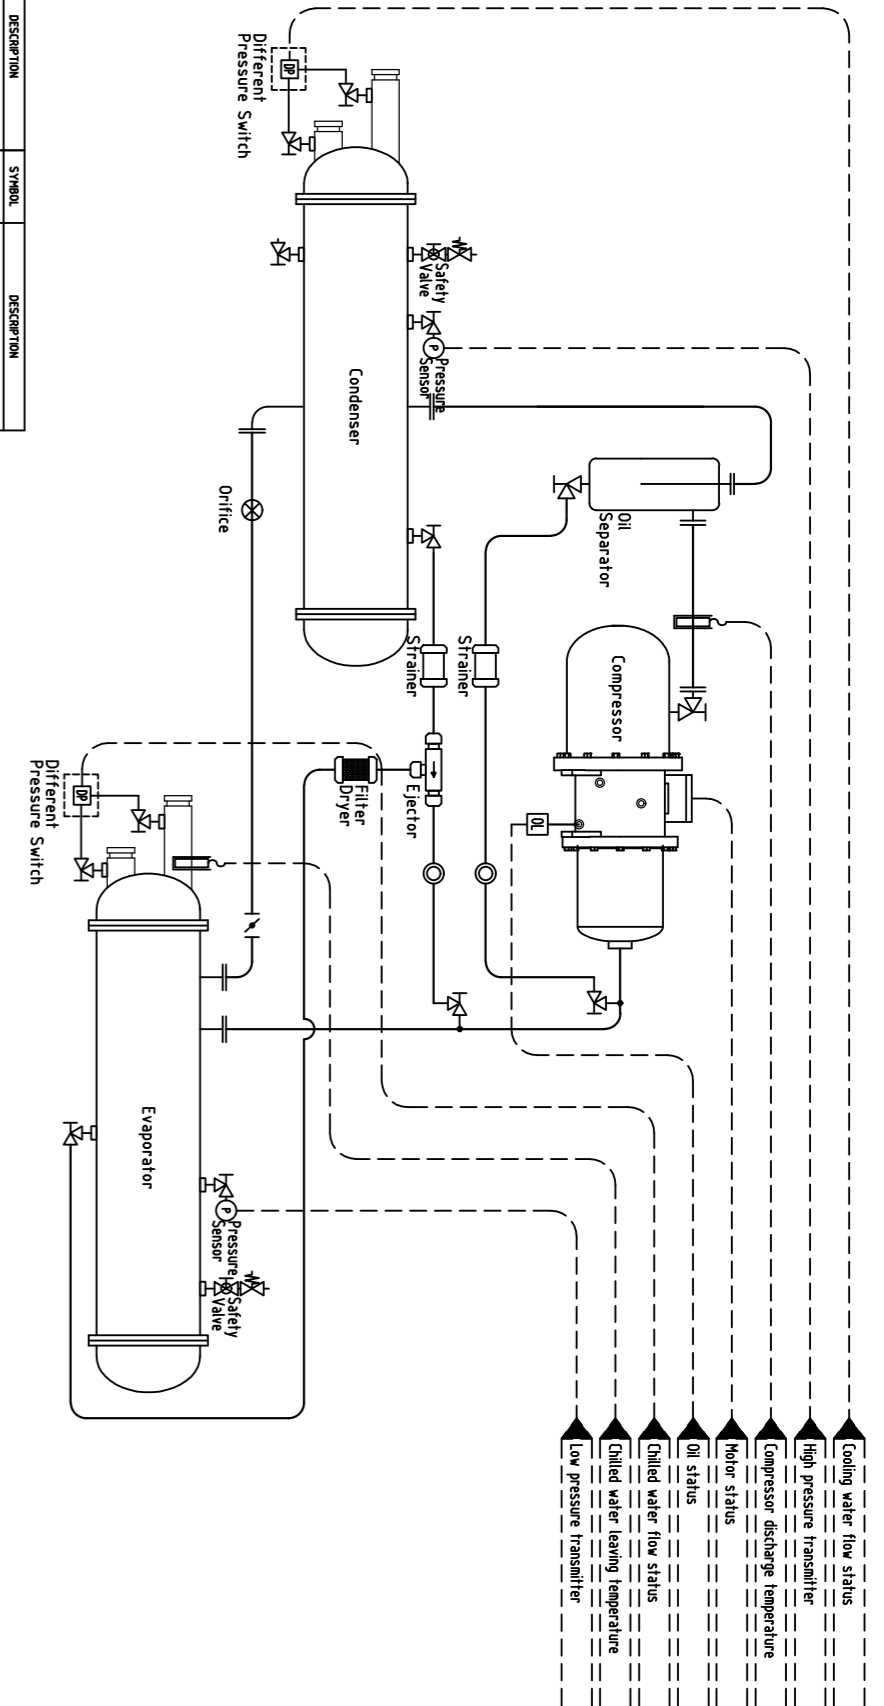 DESCRIPTION
SYMBOL
DESCRIPTION
Cooling water flow status
High pressure transmitter
Compressor discharge temperature
Motor status
Oil status
Chilled water flow status
Chilled water leaving temperature
Low pressure transmitter
Different
Pressure Switch
DP
Safety
Valve
P
Pressure
Sensor
Condenser
Orifice
Oil
Separator
Strainer
Strainer
Compressor
OL
Ejector
Filter
Dryer
Different
Pressure Switch
DP
Evaporator
P
Pressure
Sensor
Safety
Valve